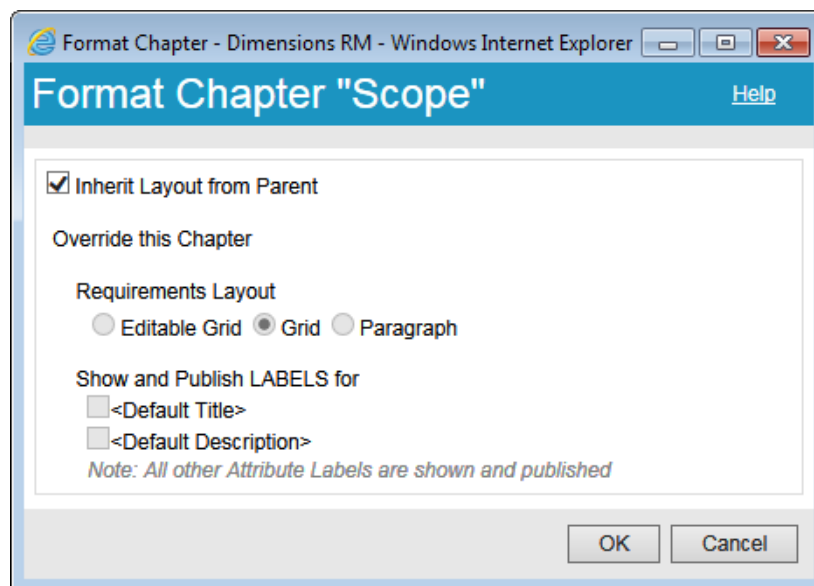 Format Chapter - Dimensions RM - Windows Internet Explorer
Format Chapter "Scope"
Help
Inherit Layout from Parent
Override this Chapter
Requirements Layout
Editable Grid Grid Paragraph
Show and Publish LABELS for
<Default Title>
<Default Description>
Note: All other Attribute Labels are shown and published
OK Cancel